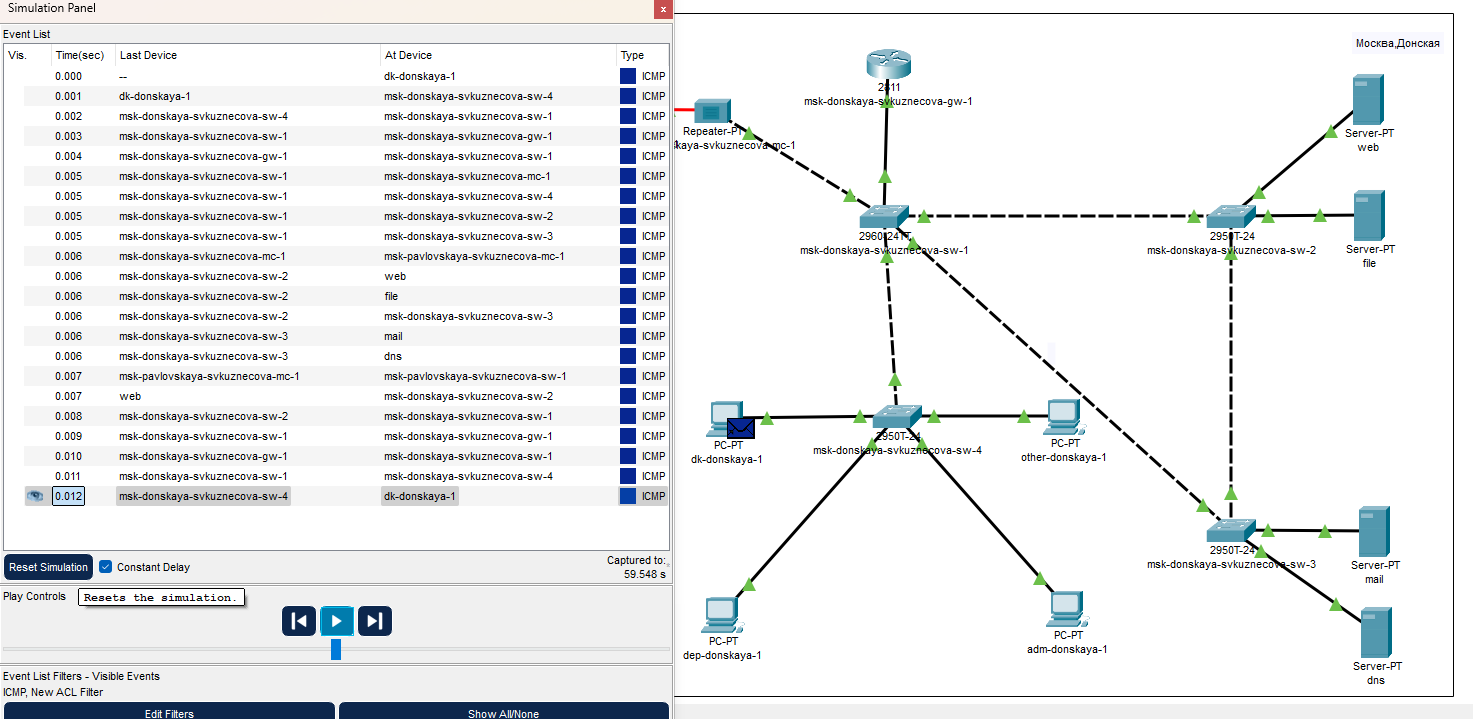 Simulation Panel
x
Event List
Vis. Time(sec) Last Device At Device Type
0.000 -- dk-donskaya-1 ICMP
0.001 dk-donskaya-1 msk-donskaya-svkuznecova-sw-4 ICMP
0.002 msk-donskaya-svkuznecova-sw-4 msk-donskaya-svkuznecova-sw-1 ICMP
0.003 msk-donskaya-svkuznecova-sw-1 msk-donskaya-svkuznecova-gw-1 ICMP
0.004 msk-donskaya-svkuznecova-gw-1 msk-donskaya-svkuznecova-sw-1 ICMP
0.005 msk-donskaya-svkuznecova-sw-1 msk-donskaya-svkuznecova-mc-1 ICMP
0.005 msk-donskaya-svkuznecova-sw-1 msk-donskaya-svkuznecova-sw-4 ICMP
0.005 msk-donskaya-svkuznecova-sw-1 msk-donskaya-svkuznecova-sw-2 ICMP
0.005 msk-donskaya-svkuznecova-sw-1 msk-donskaya-svkuznecova-sw-3 ICMP
0.006 msk-donskaya-svkuznecova-mc-1 msk-pavlovskaya-svkuznecova-mc-1 ICMP
0.006 msk-donskaya-svkuznecova-sw-2 web ICMP
0.006 msk-donskaya-svkuznecova-sw-2 file ICMP
0.006 msk-donskaya-svkuznecova-sw-2 msk-donskaya-svkuznecova-sw-3 ICMP
0.006 msk-donskaya-svkuznecova-sw-3 mail ICMP
0.006 msk-donskaya-svkuznecova-sw-3 dns ICMP
0.007 msk-pavlovskaya-svkuznecova-mc-1 msk-pavlovskaya-svkuznecova-sw-1 ICMP
0.007 web msk-donskaya-svkuznecova-sw-2 ICMP
0.008 msk-donskaya-svkuznecova-sw-2 msk-donskaya-svkuznecova-sw-1 ICMP
0.009 msk-donskaya-svkuznecova-sw-1 msk-donskaya-svkuznecova-gw-1 ICMP
0.010 msk-donskaya-svkuznecova-gw-1 msk-donskaya-svkuznecova-sw-1 ICMP
0.011 msk-donskaya-svkuznecova-sw-1 msk-donskaya-svkuznecova-sw-4 ICMP
0.012 msk-donskaya-svkuznecova-sw-4 dk-donskaya-1 ICMP
Reset Simulation Constant Delay
Captured to:
59.548 s
Play Controls
Resets the simulation.
Event List Filters - Visible Events
ICMP, New ACL Filter
Edit Filters
Show All/None
Москва,Донская
2811
msk-donskaya-svkuznecova-gw-1
Repeater-PT
kaya-svkuznecova-mc-1
Server-PT
web
2960-24TT
msk-donskaya-svkuznecova-sw-1
2950T-24
msk-donskaya-svkuznecova-sw-2
Server-PT
file
PC-PT
dk-donskaya-1
2950T-24
msk-donskaya-svkuznecova-sw-4
PC-PT
other-donskaya-1
2950T-24
msk-donskaya-svkuznecova-sw-3
Server-PT
mail
PC-PT
dep-donskaya-1
PC-PT
adm-donskaya-1
Server-PT
dns